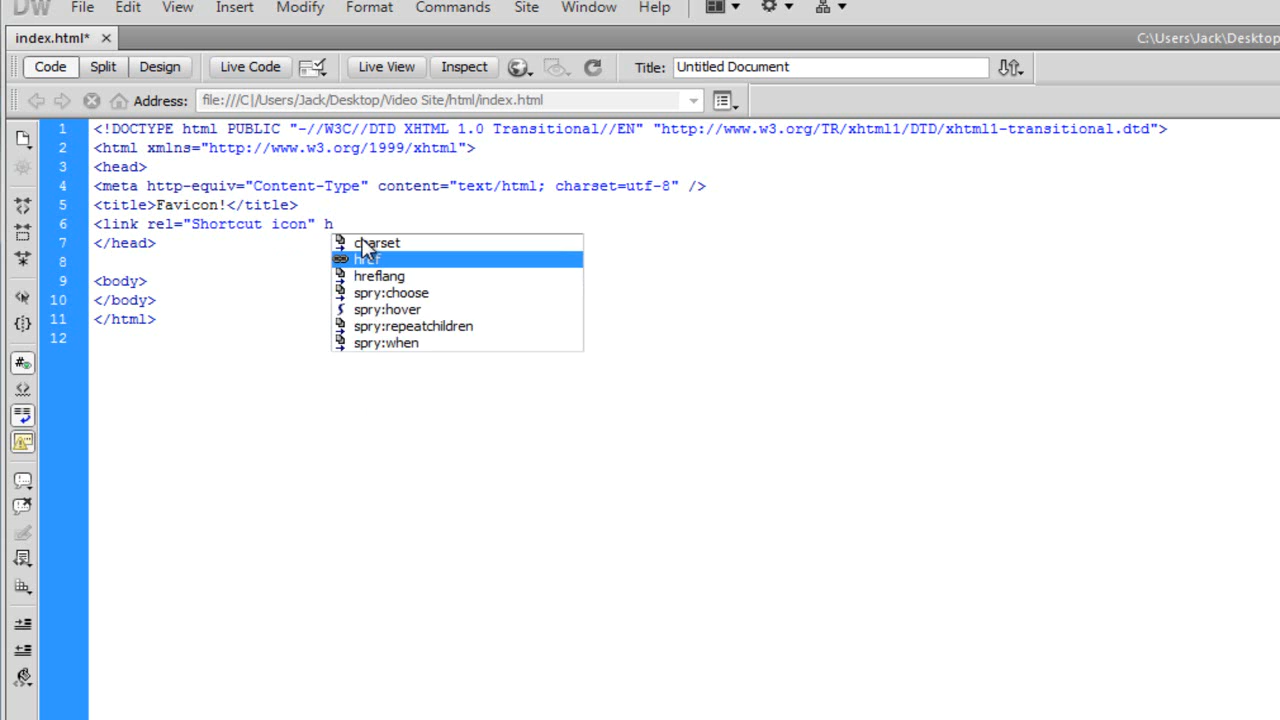 DW File Edit View Insert Modify Format Commands Site Window Help
index.html* C:\Users\Jack\Desktop
Code Split Design Live Code Live View Inspect Title: Untitled Document
Address: file:///C|/Users/Jack/Desktop/Video Site/html/index.html
1 <!DOCTYPE html PUBLIC "-//W3C//DTD XHTML 1.0 Transitional//EN" "http://www.w3.org/TR/xhtml1/DTD/xhtml1-transitional.dtd">
2 <html xmlns="http://www.w3.org/1999/xhtml">
3 <head>
4 <meta http-equiv="Content-Type" content="text/html; charset=utf-8" />
5 <title>Favicon!</title>
6 <link rel="Shortcut icon" h
7 </head>
charset
8
href
9 <body>
hreflang
10 </body>
spry:choose
spry:hover
11 </html>
spry:repeatchildren
12
spry:when